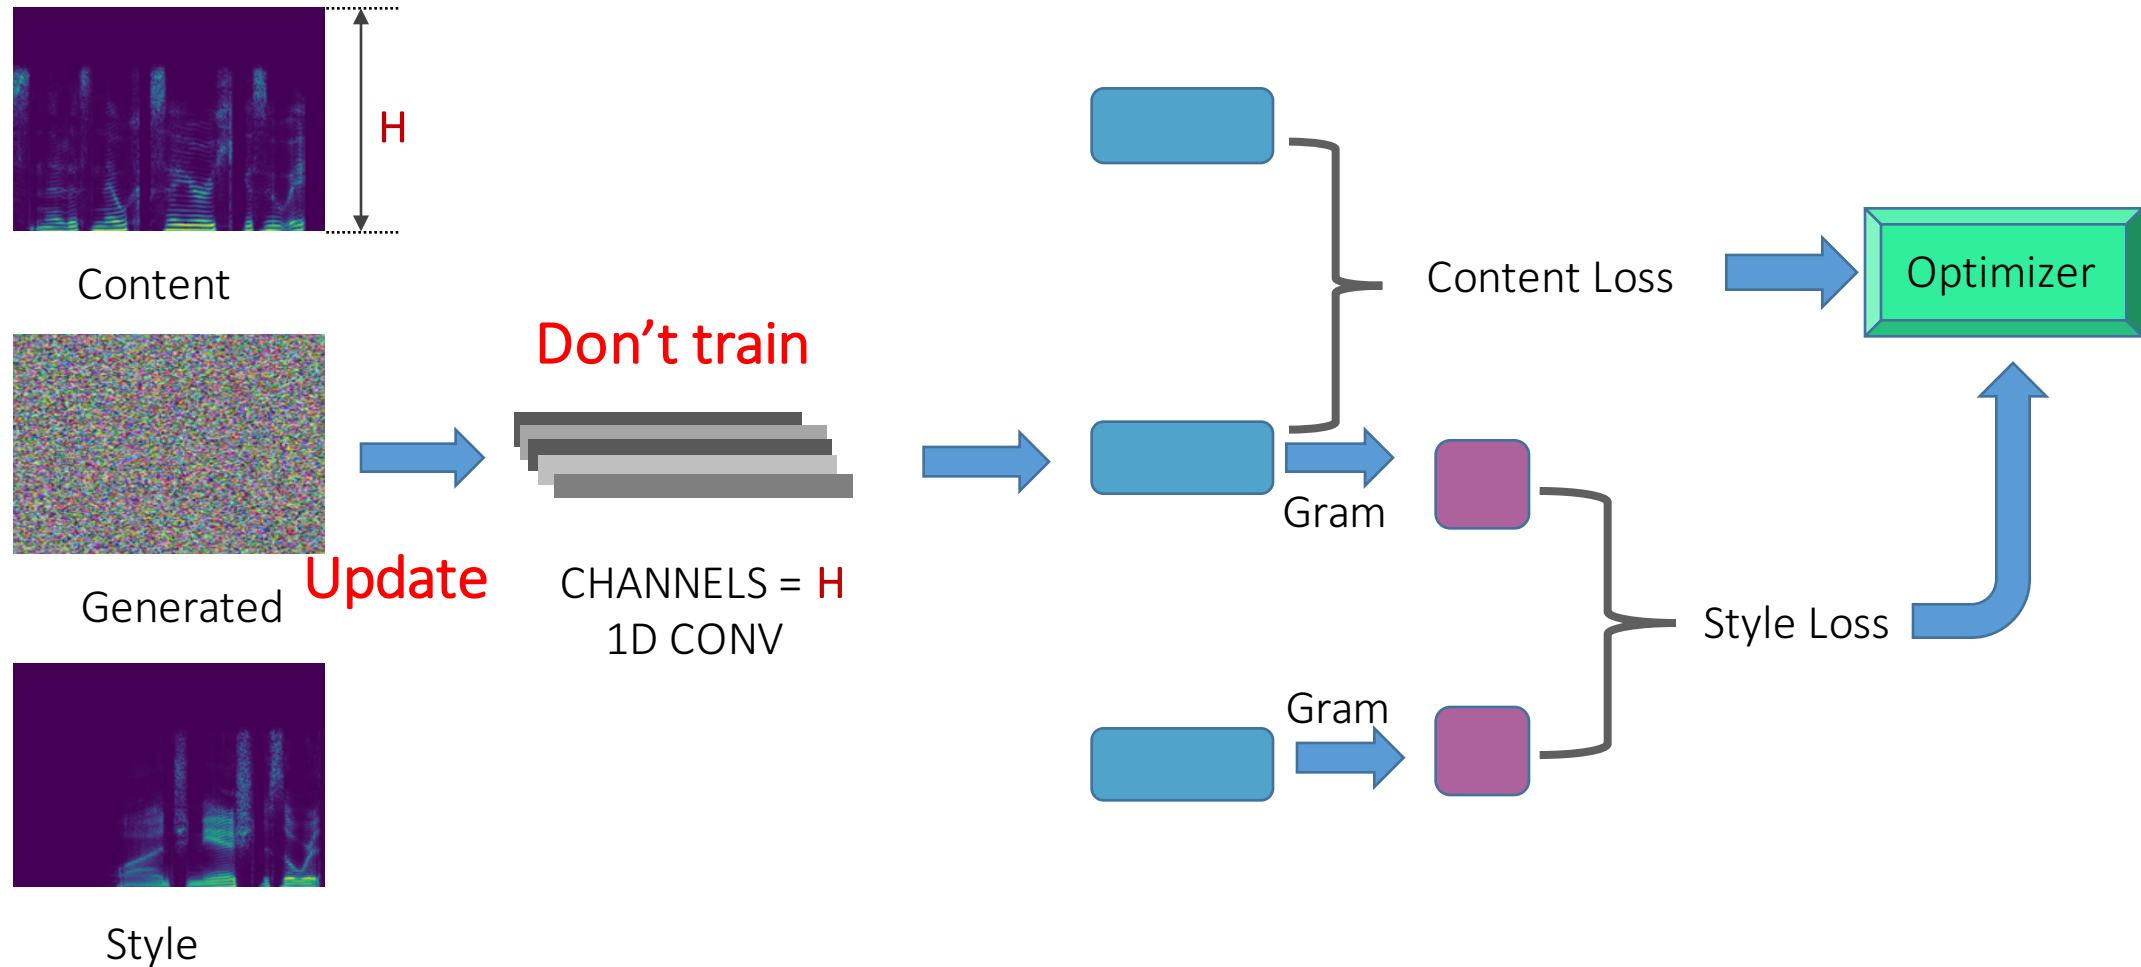 H
Content
Don't train
Content Loss
Optimizer
Gram
Update
Generated
CHANNELS = H
1D CONV
Style Loss
Gram
Style